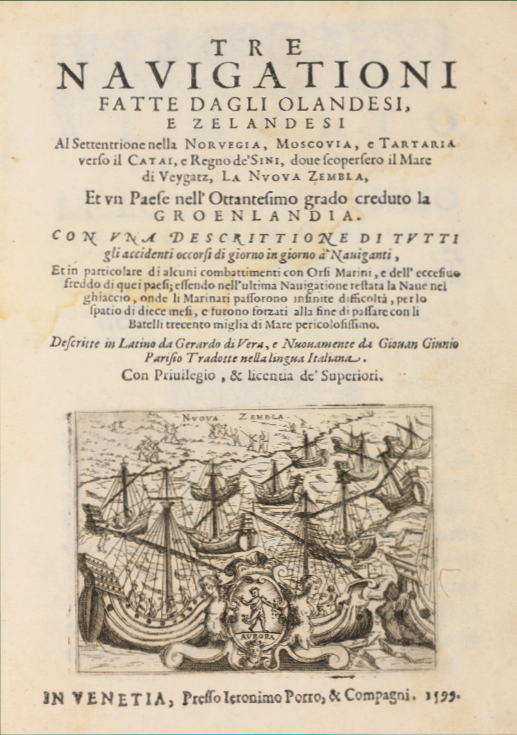 TRE
NAVIGATIONI
FATTE DAGLI OLANDESI,
E ZELANDESI
Al Settentrione nella NORVEGIA, MOSCOVIA, e TARTARIA
verso il CATAI, e Regno de'SINI, doue scopersero il Mare
di Veygatz, LA NVOVA ZEMBLA,
Et vn Paese nell'Ottantesimo grado creduto la
GROENLANDIA.
CON VNA DESCRITTIONE DI TVTTI
gli accidenti occorsi di giorno in giorno a' Nauiganti,
Et in particolare di alcuni combattimenti con Orsi Marini, e dell'eccessiuo
freddo di quei paesi; essendo nell'vltima Nauigatione restata la Naue nel
ghiaccio, onde li Marinari passorono infinite difficoltà, per lo
spatio di diece mesi, e furono forzati alla fine di passare con li
Batelli trecento miglia di Mare pericolosissimo.
Descritte in Latino da Gerardo di Vera, e Nuouamente da Giouan Giunio
Parisio Tradotte nella lingua Italiana.
Con Priuilegio, & licentia de' Superiori.
NVOVA ZEMBLA
AVRORA
IN VENETIA, Presso Ieronimo Porro, & Compagni. 1599.